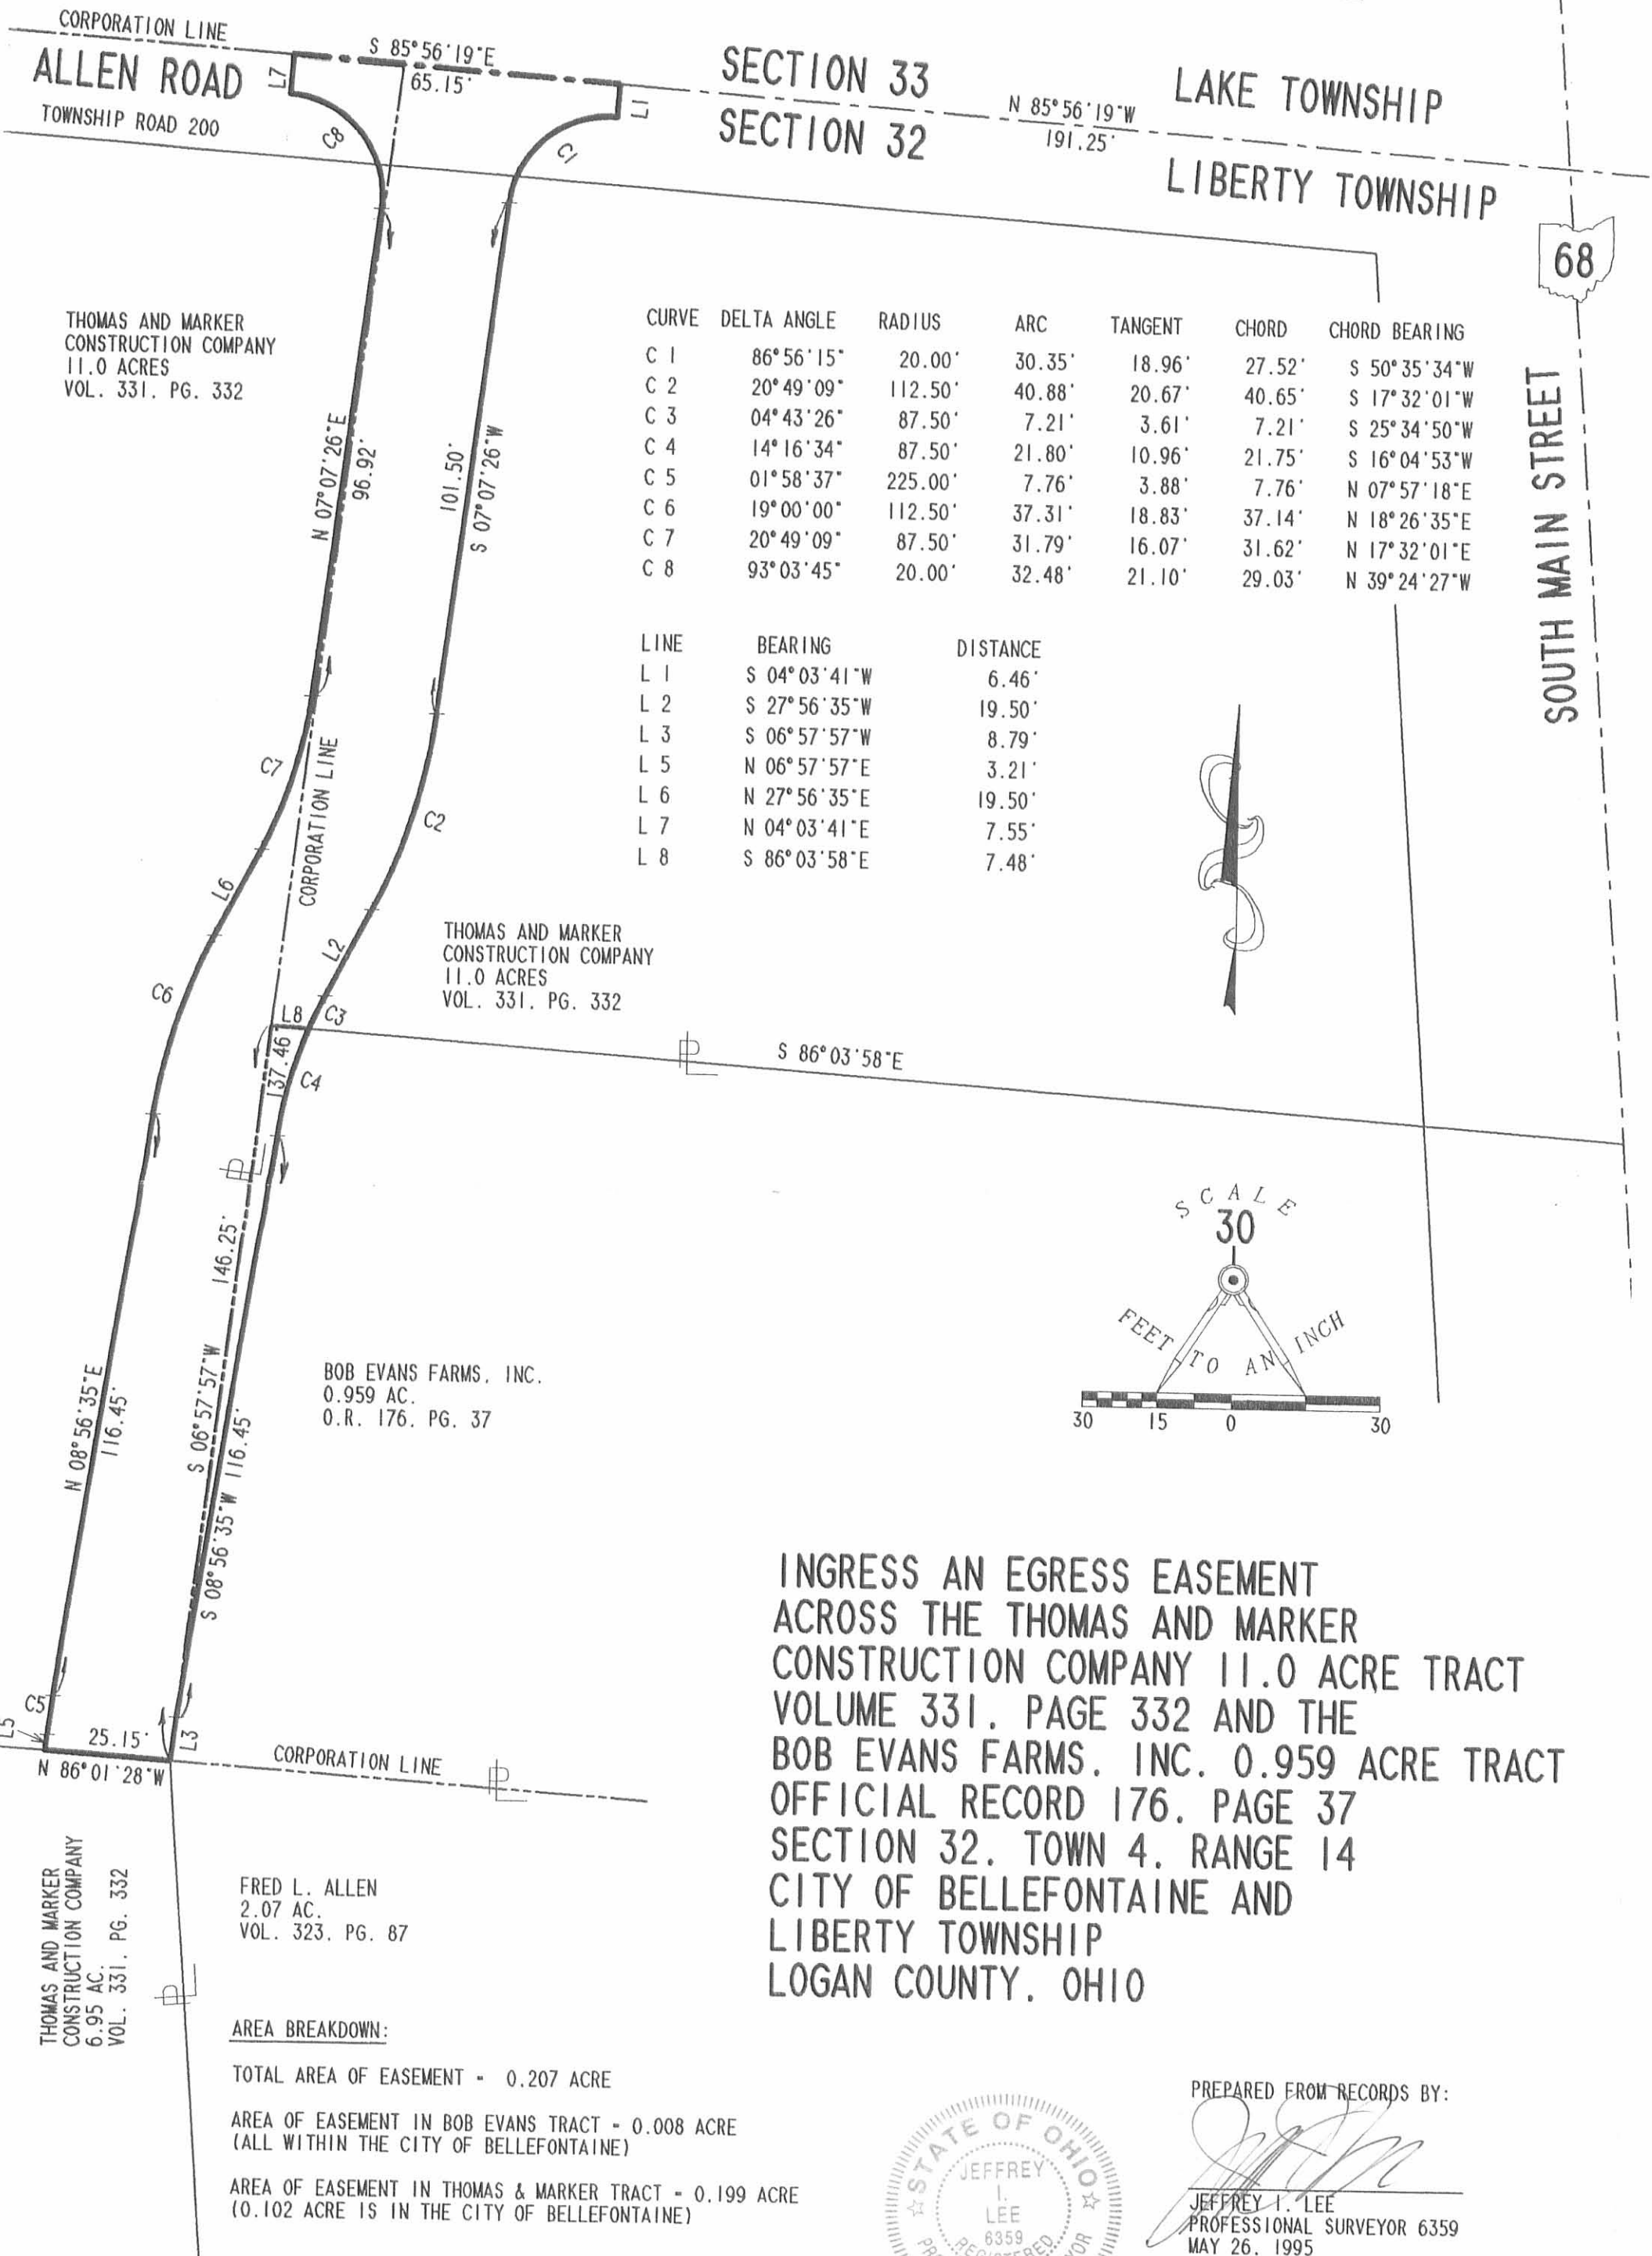 CORPORATION LINE
ALLEN ROAD
TOWNSHIP ROAD 200
L7
S 85°56'19"E
65.15'
L1
C8
C1
SECTION 33
SECTION 32
N 85°56'19"W
191.25'
LAKE TOWNSHIP
LIBERTY TOWNSHIP
68
SOUTH MAIN STREET
THOMAS AND MARKER
CONSTRUCTION COMPANY
11.0 ACRES
VOL. 331. PG. 332
N 07°07'26"E
96.92'
101.50'
S 07°07'26"W
CURVE DELTA ANGLE RADIUS ARC TANGENT CHORD CHORD BEARING
C 1 86°56'15" 20.00' 30.35' 18.96' 27.52' S 50°35'34"W
C 2 20°49'09" 112.50' 40.88' 20.67' 40.65' S 17°32'01"W
C 3 04°43'26" 87.50' 7.21' 3.61' 7.21' S 25°34'50"W
C 4 14°16'34" 87.50' 21.80' 10.96' 21.75' S 16°04'53"W
C 5 01°58'37" 225.00' 7.76' 3.88' 7.76' N 07°57'18"E
C 6 19°00'00" 112.50' 37.31' 18.83' 37.14' N 18°26'35"E
C 7 20°49'09" 87.50' 31.79' 16.07' 31.62' N 17°32'01"E
C 8 93°03'45" 20.00' 32.48' 21.10' 29.03' N 39°24'27"W
LINE BEARING DISTANCE
L 1 S 04°03'41"W 6.46'
L 2 S 27°56'35"W 19.50'
L 3 S 06°57'57"W 8.79'
L 5 N 06°57'57"E 3.21'
L 6 N 27°56'35"E 19.50'
L 7 N 04°03'41"E 7.55'
L 8 S 86°03'58"E 7.48'
C7
CORPORATION LINE
C2
L6
L2
C6
THOMAS AND MARKER
CONSTRUCTION COMPANY
11.0 ACRES
VOL. 331. PG. 332
L8
C3
137.46'
C4
PL
S 86°03'58"E
PL
146.25'
S 06°57'57"W
N 08°56'35"E
116.45'
S 08°56'35"W 116.45'
BOB EVANS FARMS. INC.
0.959 AC.
O.R. 176. PG. 37
SCALE
30
FEET TO AN INCH
30 15 0 30
C5
L5
25.15'
L3
N 86°01'28"W
CORPORATION LINE
PL
INGRESS AN EGRESS EASEMENT
ACROSS THE THOMAS AND MARKER
CONSTRUCTION COMPANY 11.0 ACRE TRACT
VOLUME 331. PAGE 332 AND THE
BOB EVANS FARMS. INC. 0.959 ACRE TRACT
OFFICIAL RECORD 176. PAGE 37
SECTION 32. TOWN 4. RANGE 14
CITY OF BELLEFONTAINE AND
LIBERTY TOWNSHIP
LOGAN COUNTY. OHIO
THOMAS AND MARKER
CONSTRUCTION COMPANY
6.95 AC.
VOL. 331. PG. 332
FRED L. ALLEN
2.07 AC.
VOL. 323. PG. 87
PL
AREA BREAKDOWN:
TOTAL AREA OF EASEMENT = 0.207 ACRE
AREA OF EASEMENT IN BOB EVANS TRACT = 0.008 ACRE
(ALL WITHIN THE CITY OF BELLEFONTAINE)
AREA OF EASEMENT IN THOMAS & MARKER TRACT = 0.199 ACRE
(0.102 ACRE IS IN THE CITY OF BELLEFONTAINE)
STATE OF OHIO
JEFFREY
I.
LEE
6359
PREPARED FROM RECORDS BY:
JEFFREY I. LEE
PROFESSIONAL SURVEYOR 6359
MAY 26. 1995